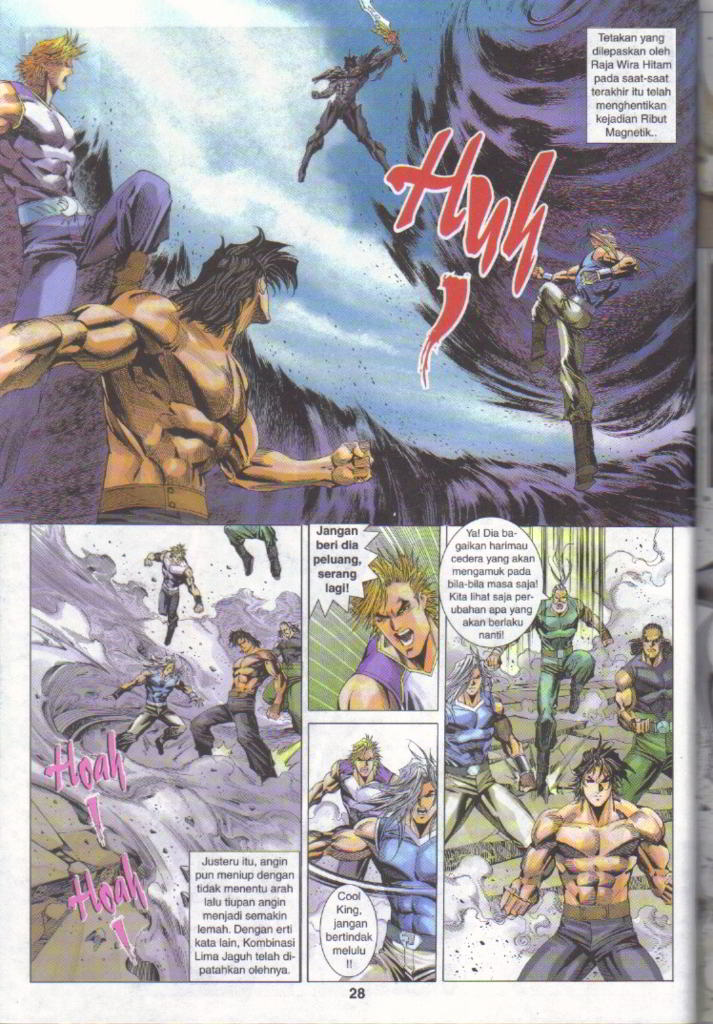 Tetakan yang
dilepaskan oleh
Raja Wira Hitam
pada saat-saat
terakhir itu telah
menghentikan
kejadian Ribut
Magnetik..
Huh
!
Hoah
!
Hoah
!
Justeru itu, angin
pun meniup dengan
tidak menentu arah
lalu tiupan angin
menjadi semakin
lemah. Dengan erti
kata lain, Kombinasi
Lima Jaguh telah di-
patahkan olehnya.
Jangan
beri dia
peluang,
serang
lagi!
Cool
King,
jangan
bertindak
melulu
!!
Ya! Dia ba-
gaikan harimau
cedera yang akan
mengamuk pada
bila-bila masa saja!
Kita lihat saja per-
ubahan apa yang
akan berlaku
nanti!
28